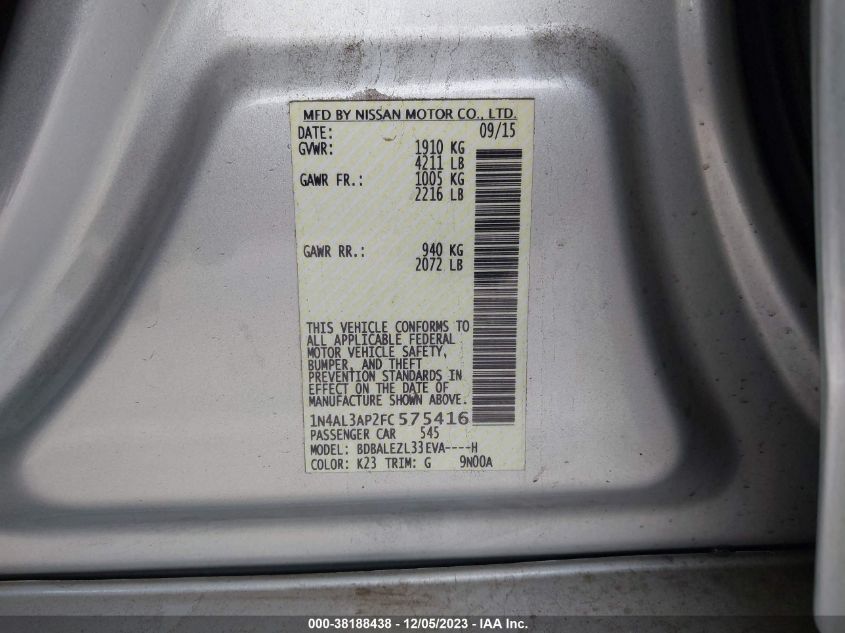 MFD BY NISSAN MOTOR CO., LTD.
DATE: 09/15
GVWR: 1910 KG
4211 LB
GAWR FR.: 1005 KG
2216 LB
GAWR RR.: 940 KG
2072 LB
THIS VEHICLE CONFORMS TO
ALL APPLICABLE FEDERAL
MOTOR VEHICLE SAFETY,
BUMPER, AND THEFT
PREVENTION STANDARDS IN
EFFECT ON THE DATE OF
MANUFACTURE SHOWN ABOVE.
1N4AL3AP2FC575416
PASSENGER CAR 545
MODEL: BDBALEZL33EVA----H
COLOR: K23 TRIM: G 9N00A
000-38188438 - 12/05/2023 - IAA Inc.